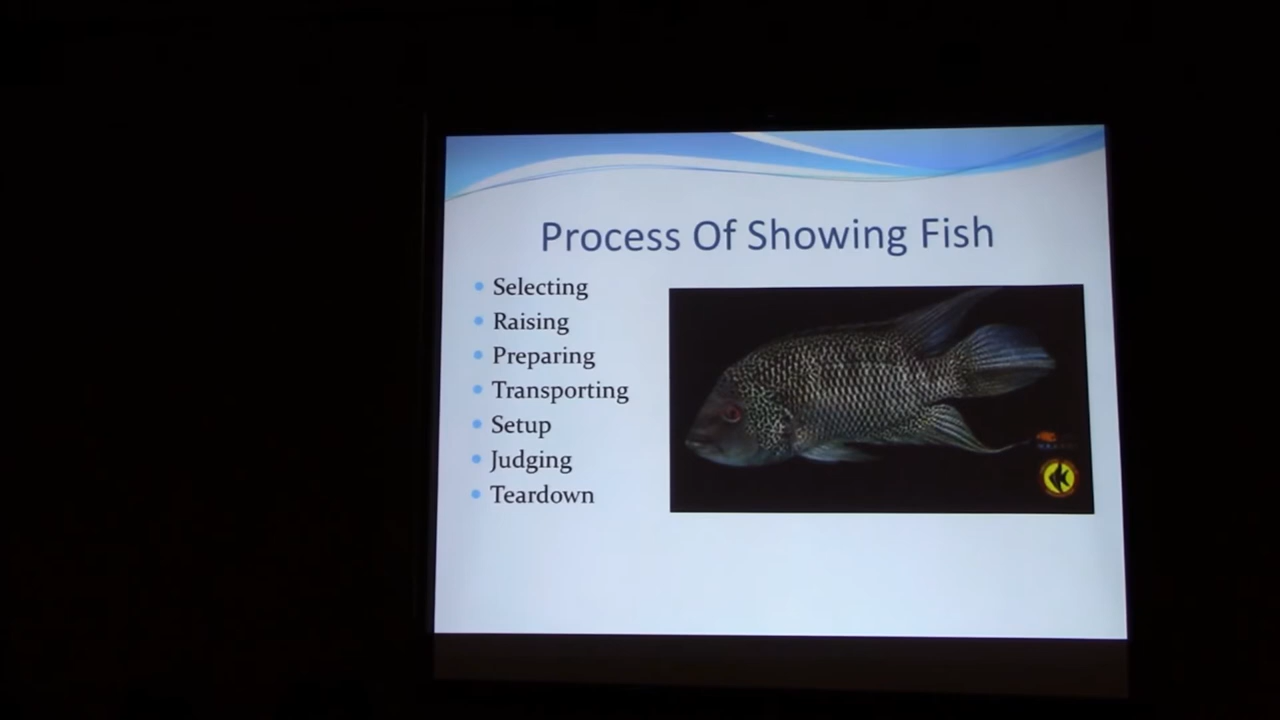 Process Of Showing Fish
Selecting
Raising
Preparing
Transporting
Setup
Judging
Teardown